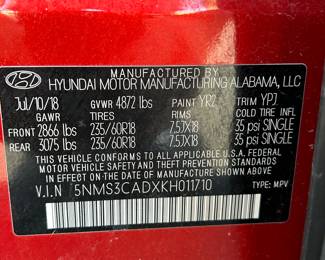 MANUFACTURED BY
HYUNDAI MOTOR MANUFACTURING ALABAMA, LLC
Jul/10/18 GVWR 4872 lbs PAINT YR2 TRIM YPJ
GAWR TIRES RIMS COLD TIRE INFL
FRONT 2866 lbs 235/60R18 7.5JX18 35 psi SINGLE
REAR 3075 lbs 235/60R18 7.5JX18 35 psi SINGLE
THIS VEHICLE CONFORMS TO ALL APPLICABLE FEDERAL
MOTOR VEHICLE SAFETY AND THEFT PREVENTION STANDARDS
IN EFFECT ON THE DATE OF MANUFACTURE SHOWN ABOVE.
V.I.N 5NMS3CADXKH011710 TYPE: MPV